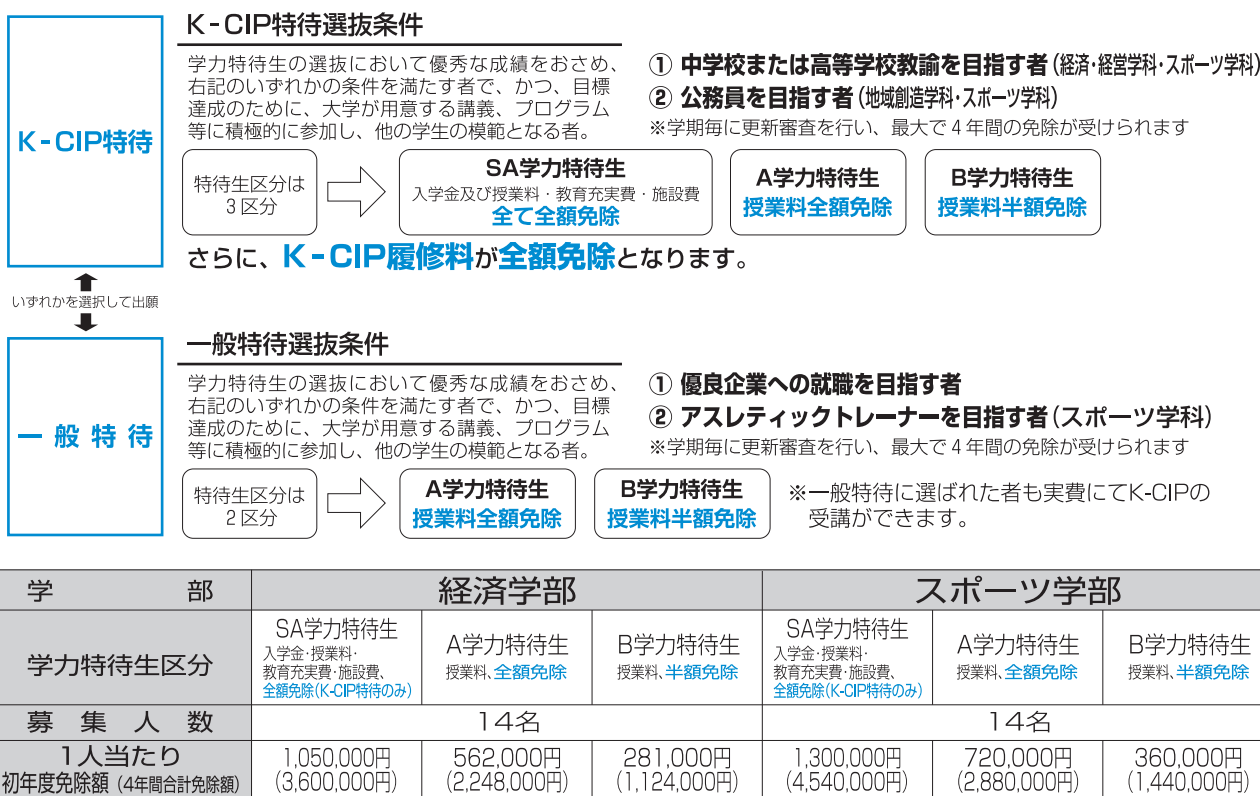 K-CIP特待
K-CIP特待選抜条件
学力特待生の選抜において優秀な成績をおさめ、
右記のいずれかの条件を満たす者で、かつ、目標
達成のために、大学が用意する講義、プログラム
等に積極的に参加し、他の学生の模範となる者。
① 中学校または高等学校教諭を目指す者(経済・経営学科・スポーツ学科)
② 公務員を目指す者(地域創造学科・スポーツ学科)
※学期毎に更新審査を行い、最大で4年間の免除が受けられます
特待生区分は
3区分
SA学力特待生
入学金及び授業料・教育充実費・施設費
全て全額免除
A学力特待生
授業料全額免除
B学力特待生
授業料半額免除
さらに、K-CIP履修料が全額免除となります。
いずれかを選択して出願
一般特待
一般特待選抜条件
学力特待生の選抜において優秀な成績をおさめ、
右記のいずれかの条件を満たす者で、かつ、目標
達成のために、大学が用意する講義、プログラム
等に積極的に参加し、他の学生の模範となる者。
① 優良企業への就職を目指す者
② アスレティックトレーナーを目指す者(スポーツ学科)
※学期毎に更新審査を行い、最大で4年間の免除が受けられます
特待生区分は
2区分
A学力特待生
授業料全額免除
B学力特待生
授業料半額免除
※一般特待に選ばれた者も実費にてK-CIPの
受講ができます。
学部 経済学部 スポーツ学部
学力特待生区分
SA学力特待生
入学金・授業料・
教育充実費・施設費、
全額免除(K-CIP特待のみ)
A学力特待生
授業料、全額免除
B学力特待生
授業料、半額免除
SA学力特待生
入学金・授業料・
教育充実費・施設費、
全額免除(K-CIP特待のみ)
A学力特待生
授業料、全額免除
B学力特待生
授業料、半額免除
募集人数 14名 14名
1人当たり 1,050,000円 562,000円 281,000円 1,300,000円 720,000円 360,000円
初年度免除額(4年間合計免除額) (3,600,000円) (2,248,000円) (1,124,000円) (4,540,000円) (2,880,000円) (1,440,000円)